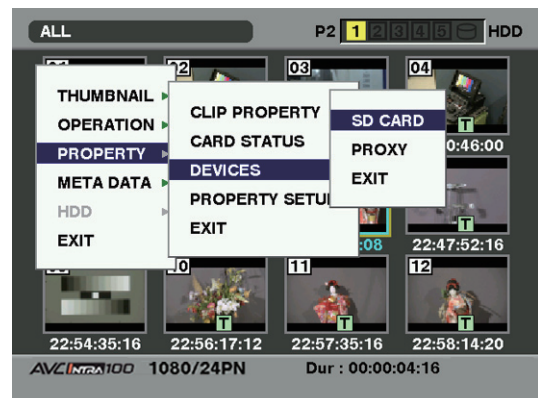 ALL P2 1 2 3 4 5 HDD
02 03 04
THUMBNAIL
OPERATION
PROPERTY
META DATA
HDD
EXIT
CLIP PROPERTY
CARD STATUS
DEVICES
PROPERTY SETU
EXIT
SD CARD
PROXY
EXIT
T
0:46:00
T
:08 22:47:52:16
10 11 12
T T T
22:54:35:16 22:56:17:12 22:57:35:16 22:58:14:20
AVC INTRA 100 1080/24PN Dur : 00:00:04:16